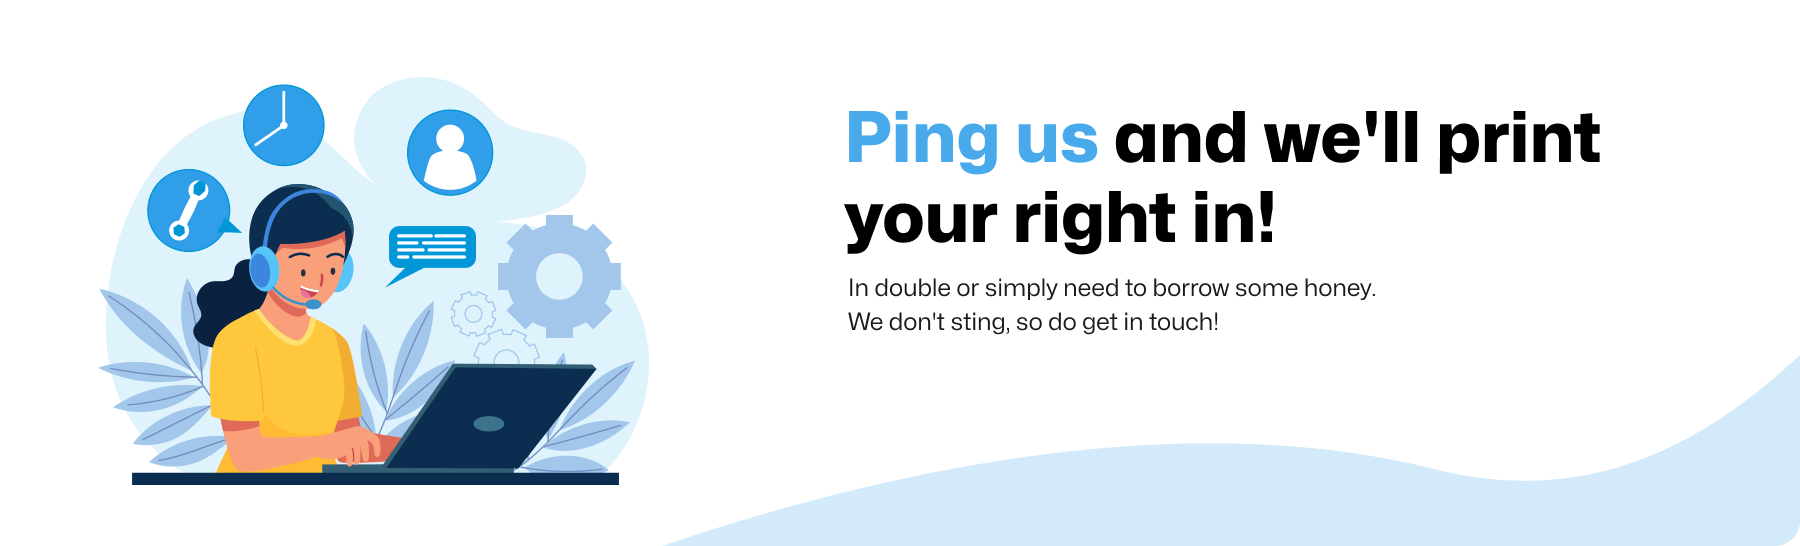 Ping us and we'll print
your right in!
In double or simply need to borrow some honey.
We don't sting, so do get in touch!